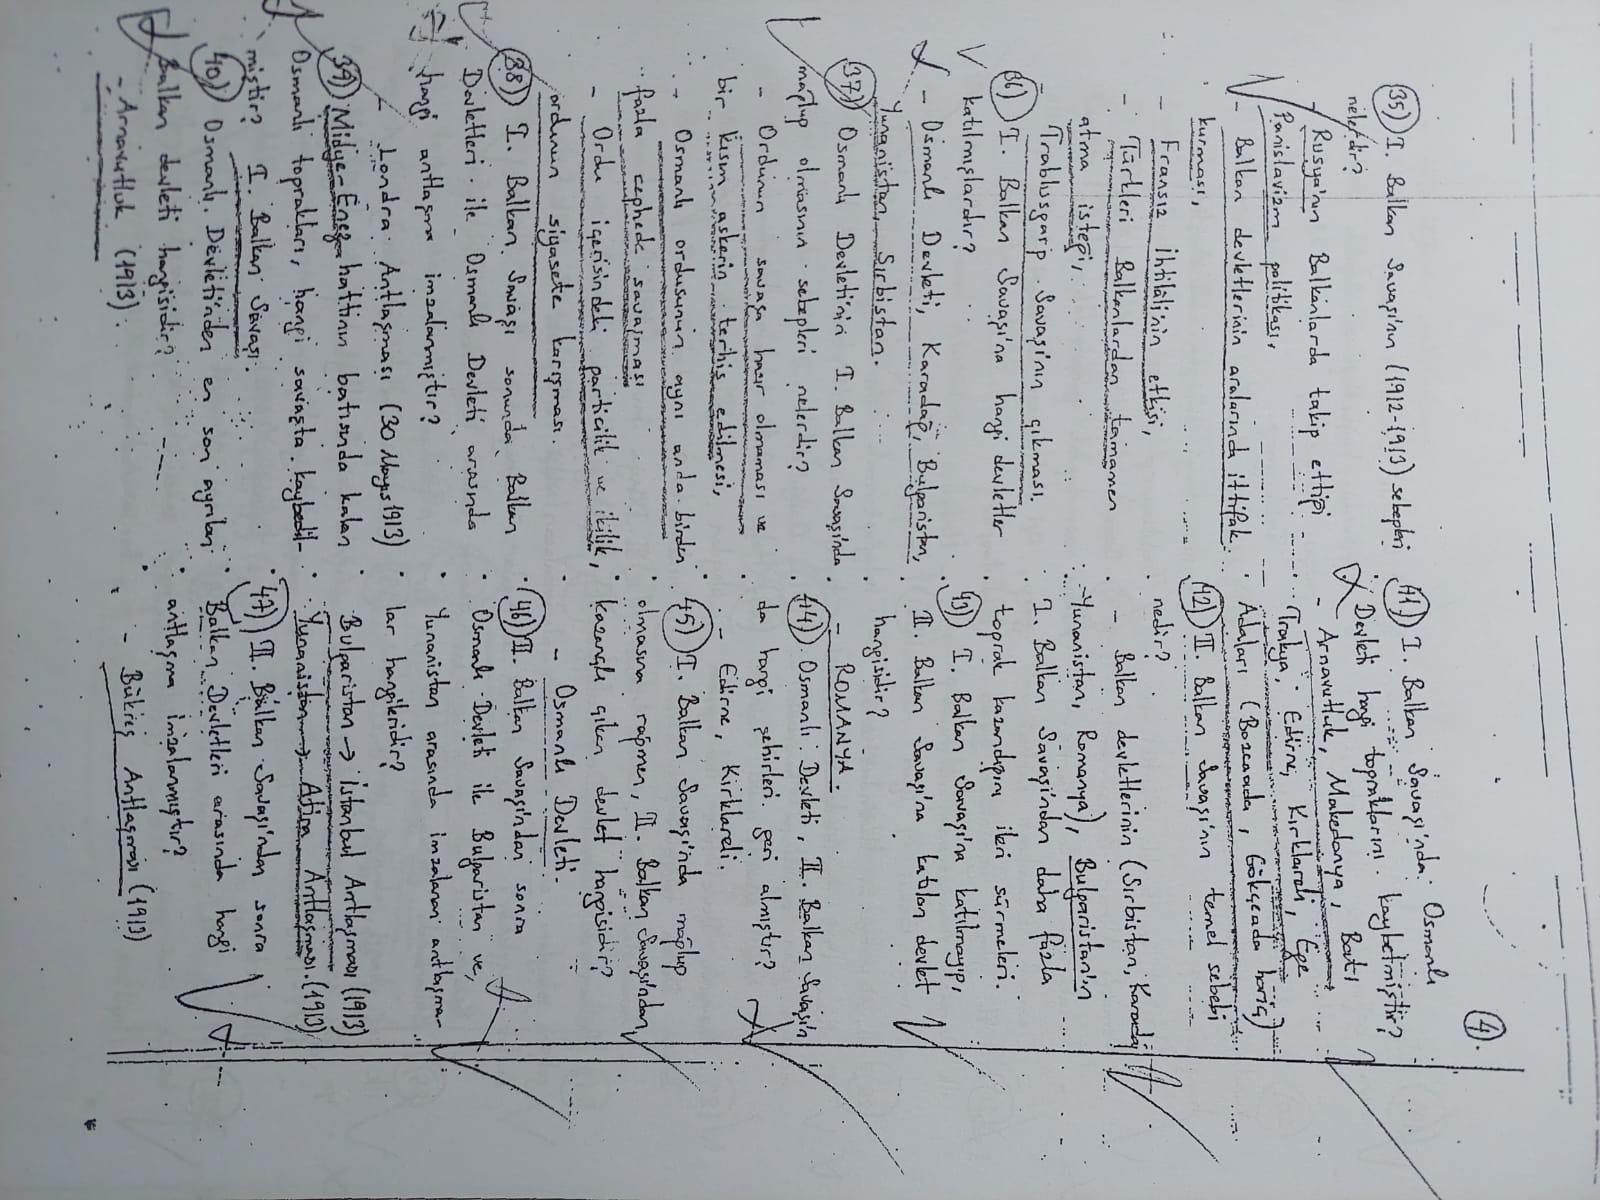 4
35) I. Balkan Savaşı'nın (1912-1913) sebepleri
nelerdir?
- Rusya'nın Balkanlarda takip ettiği
Panislavizm politikası,
- Balkan devletlerinin aralarında ittifak
kurması,
- Fransız İhtilâli'nin etkisi,
- Türkleri Balkanlardan tamamen
atma isteği,
- Trablusgarp Savaşı'nın çıkması.
36) I. Balkan Savaşı'na hangi devletler
katılmışlardır?
- Osmanlı Devleti, Karadağ, Bulgaristan,
Yunanistan, Sırbistan.
37) Osmanlı Devleti'nin I. Balkan Savaşı'nda
mağlup olmasının sebepleri nelerdir?
- Ordunun savaşa hazır olmaması ve
bir kısım askerin terhis edilmesi,
- Osmanlı ordusunun aynı anda birden
fazla cephede savaşması
- Ordu içerisindeki particilik ve ikilik,
ordunun siyasete karışması.
38) I. Balkan Savaşı sonunda Balkan
Devletleri ile Osmanlı Devleti arasında
hangi antlaşma imzalanmıştır?
- Londra Antlaşması (30 Mayıs 1913)
39) Midye-Enez hattının batısında kalan
Osmanlı toprakları, hangi savaşta kaybedil-
miştir? I. Balkan Savaşı.
40) Osmanlı Devleti'nden en son ayrılan
Balkan devleti hangisidir?
- Arnavutluk (1913).
41) I. Balkan Savaşı'nda Osmanlı
Devleti hangi topraklarını kaybetmiştir?
- Arnavutluk, Makedonya, Batı
Trakya, Edirne, Kırklareli, Ege
Adaları (Bozcaada, Gökçeada hariç)
42) II. Balkan Savaşı'nın temel sebebi
nedir?
- Balkan devletlerinin (Sırbistan, Karadağ
Yunanistan, Romanya), Bulgaristan'ın
I. Balkan Savaşı'ndan daha fazla
toprak kazandığını ileri sürmeleri.
43) I. Balkan Savaşı'na katılmayıp,
II. Balkan Savaşı'na katılan devlet
hangisidir?
- ROMANYA.
44) Osmanlı Devleti, II. Balkan Savaşın
da hangi şehirleri geri almıştır?
- Edirne, Kırklareli.
45) I. Balkan Savaşı'nda mağlup
olmasına rağmen, II. Balkan Savaşı'ndan
kazançlı çıkan devlet hangisidir?
- Osmanlı Devleti.
46) II. Balkan Savaşı'ndan sonra
Osmanlı Devleti ile Bulgaristan ve,
Yunanistan arasında imzalanan antlaşma-
lar hangileridir?
Bulgaristan → İstanbul Antlaşması (1913)
Yunanistan → Atina Antlaşması. (1913)
47) II. Balkan Savaşı'ndan sonra
Balkan Devletleri arasında hangi
antlaşma imzalanmıştır?
- Bükreş Antlaşması (1913)